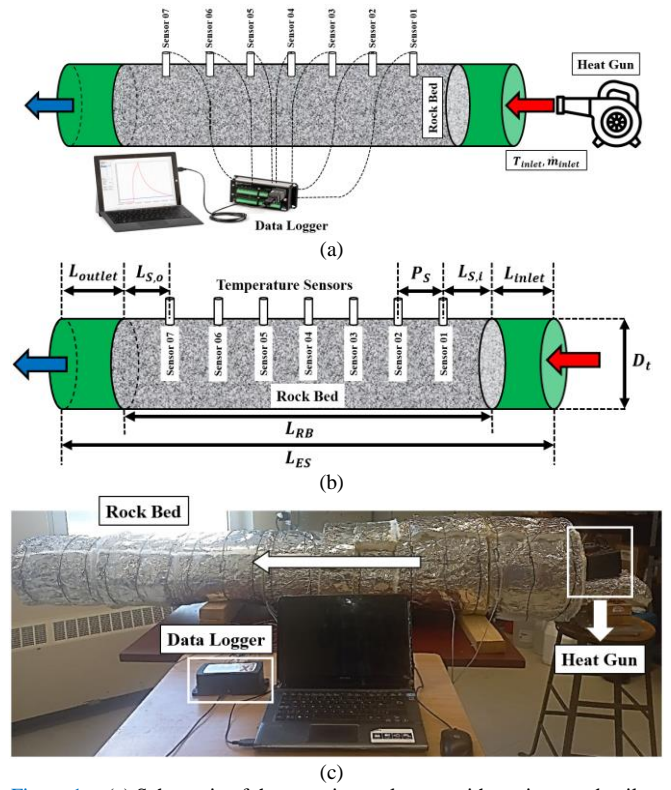 Sensor 07
Sensor 06
Sensor 05
Sensor 04
Sensor 03
Sensor 02
Sensor 01
Heat Gun
Rock Bed
T_inlet, ṁ_inlet
Data Logger
(a)
L_outlet
L_S,o
Temperature Sensors
P_S
L_S,i
L_inlet
Sensor 07
Sensor 06
Sensor 05
Sensor 04
Sensor 03
Sensor 02
Sensor 01
D_t
Rock Bed
L_RB
L_ES
(b)
Rock Bed
Data Logger
Heat Gun
(c)